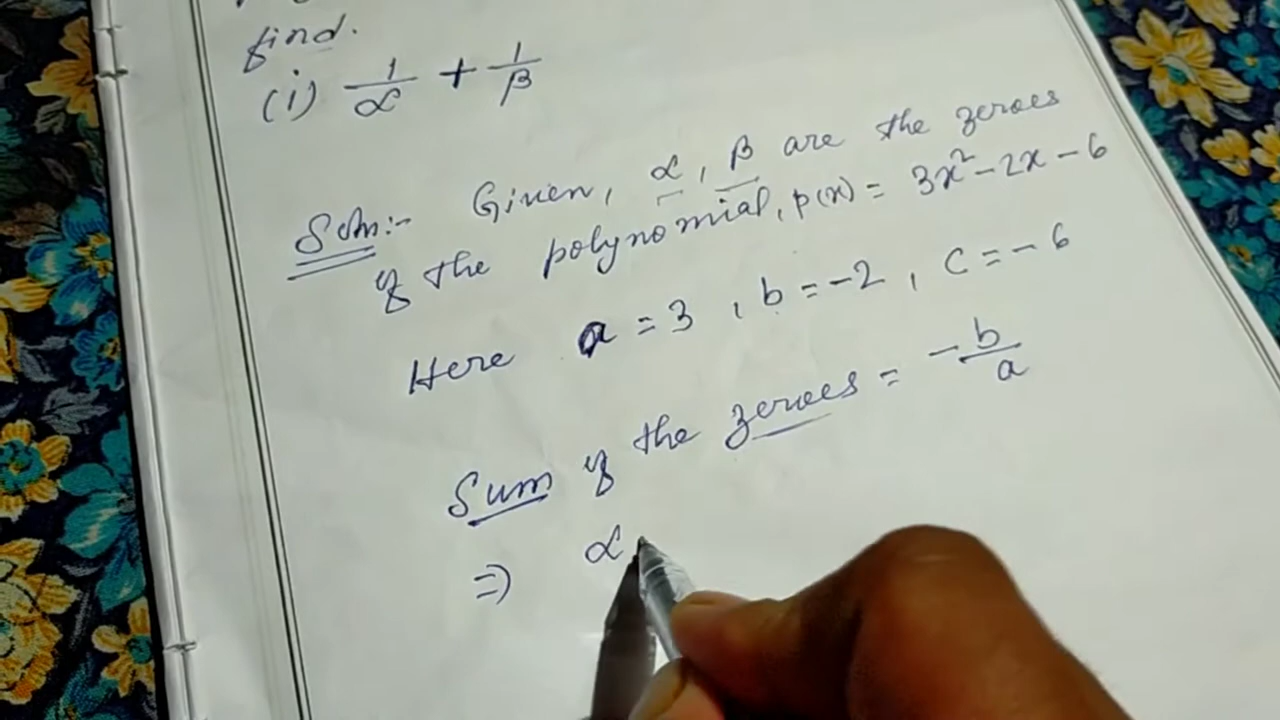 find.
(i) 1/α + 1/β
Soln:- Given, α, β are the zeroes
of the polynomial, p(x) = 3x² - 2x - 6
Here a = 3, b = -2, c = -6
Sum of the zeroes = - b/a
⇒ α